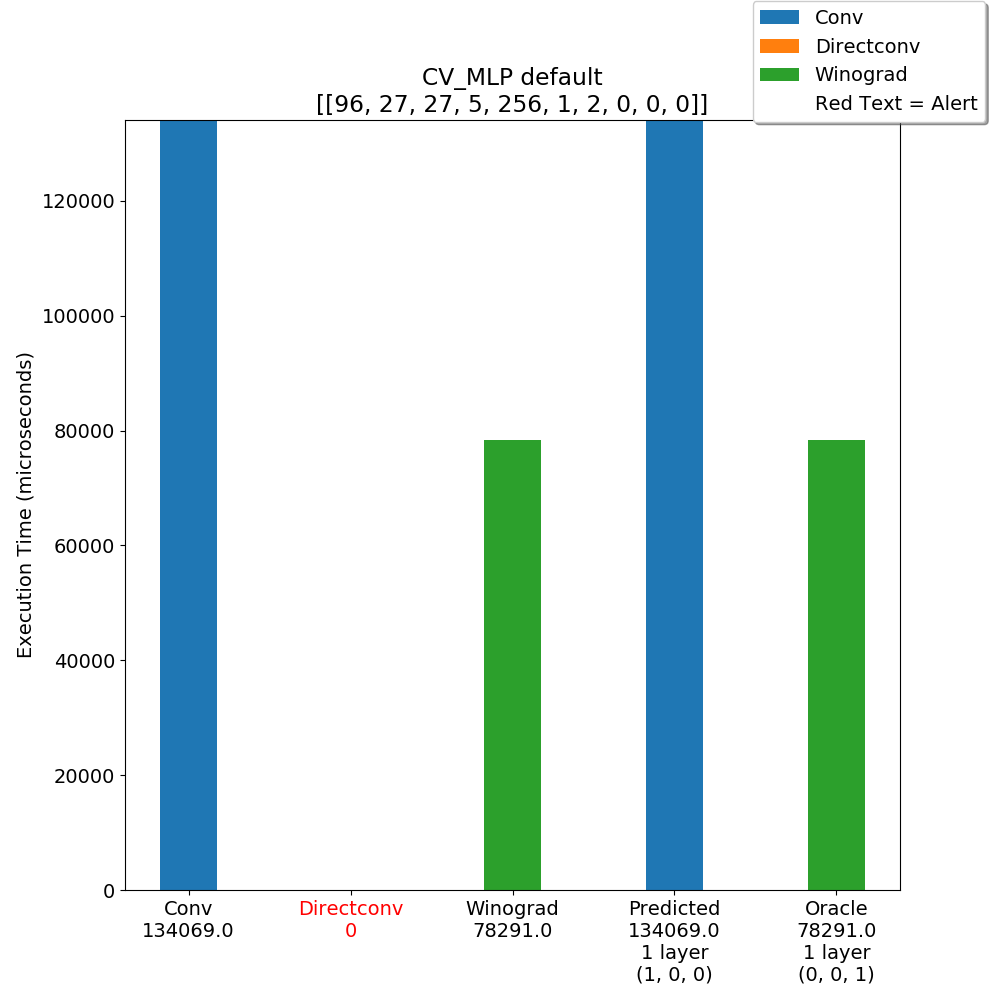 Conv
Directconv
Winograd
Red Text = Alert
CV_MLP default
[[96, 27, 27, 5, 256, 1, 2, 0, 0, 0]]
Execution Time (microseconds)
120000
100000
80000
60000
40000
20000
0
Conv
134069.0
Directconv
0
Winograd
78291.0
Predicted
134069.0
1 layer
(1, 0, 0)
Oracle
78291.0
1 layer
(0, 0, 1)